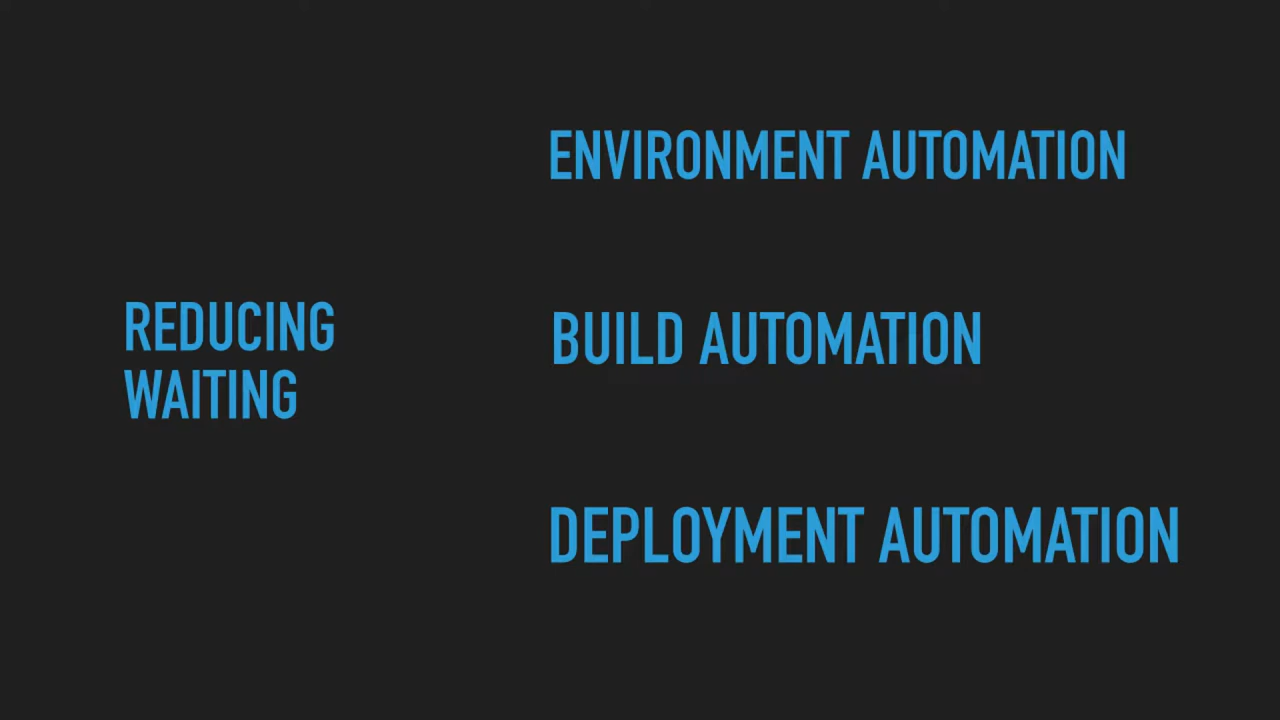 REDUCING
WAITING
ENVIRONMENT AUTOMATION
BUILD AUTOMATION
DEPLOYMENT AUTOMATION